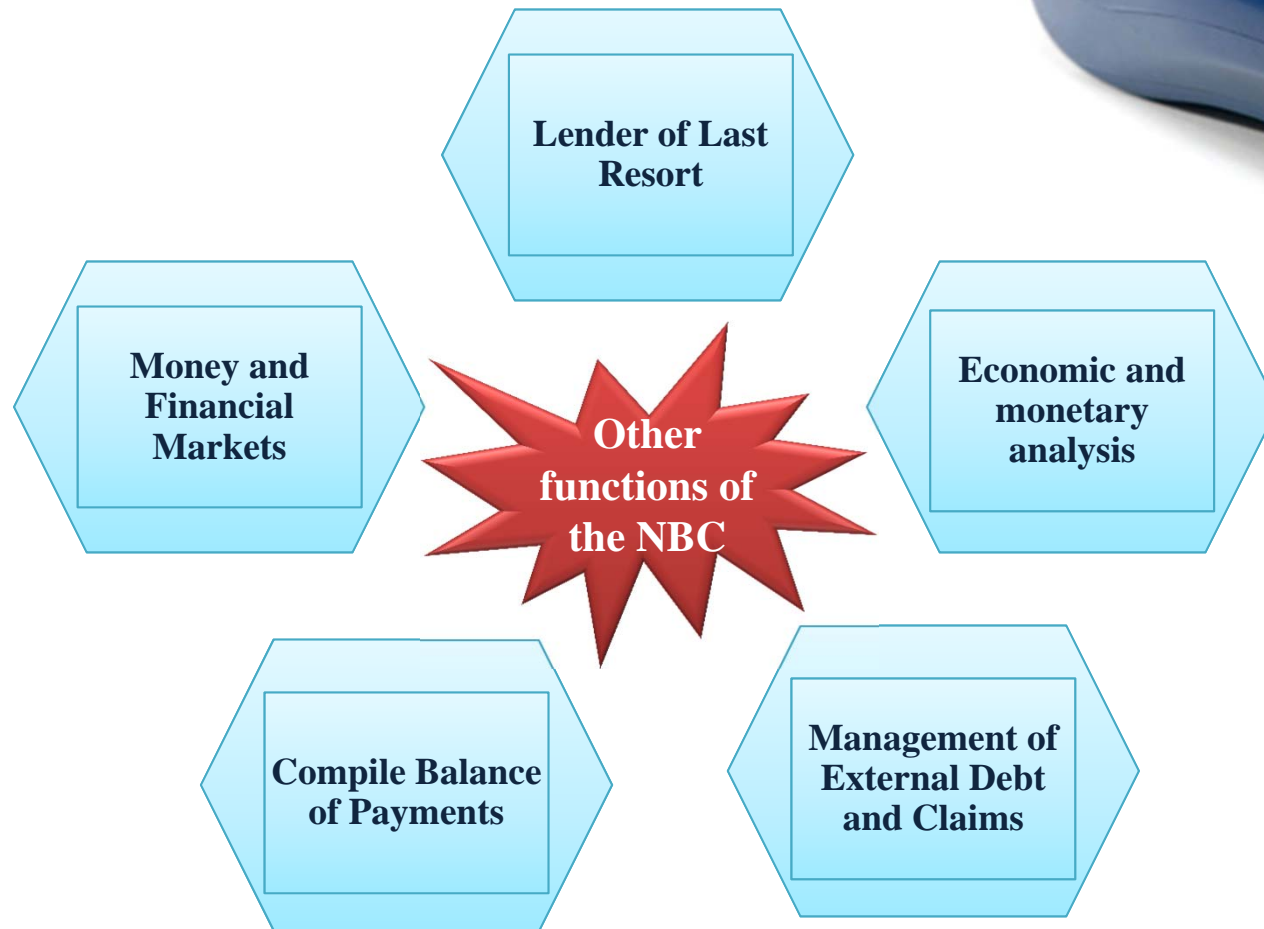 Lender of Last
Resort
Money and
Financial
Markets
Economic and
monetary
analysis
Other
functions of
the NBC
Compile Balance
of Payments
Management of
External Debt
and Claims